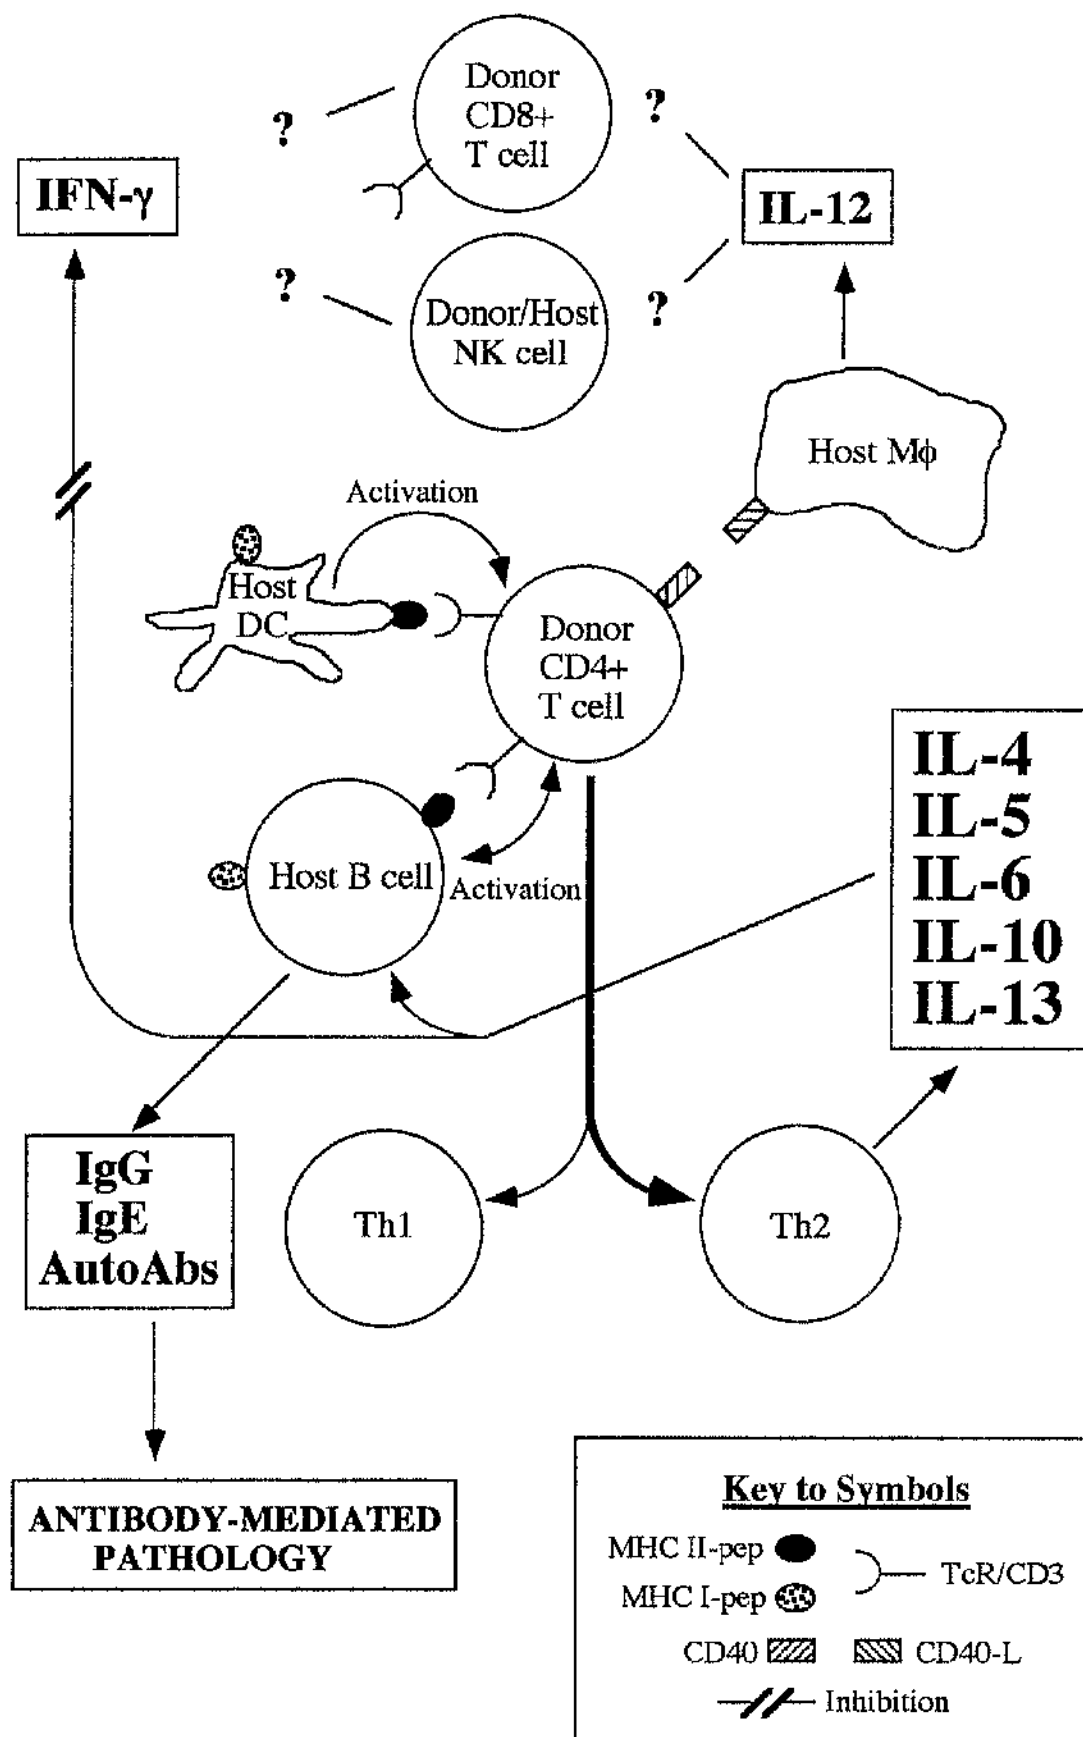 Donor
CD8+
T cell
?
?
IFN-γ
IL-12
?
?
Donor/Host
NK cell
Host Mϕ
Activation
Host
DC
Donor
CD4+
T cell
IL-4
IL-5
IL-6
IL-10
IL-13
Host B cell
Activation
IgG
IgE
AutoAbs
Th1
Th2
ANTIBODY-MEDIATED
PATHOLOGY
Key to Symbols
MHC II-pep
TcR/CD3
MHC I-pep
CD40
CD40-L
Inhibition